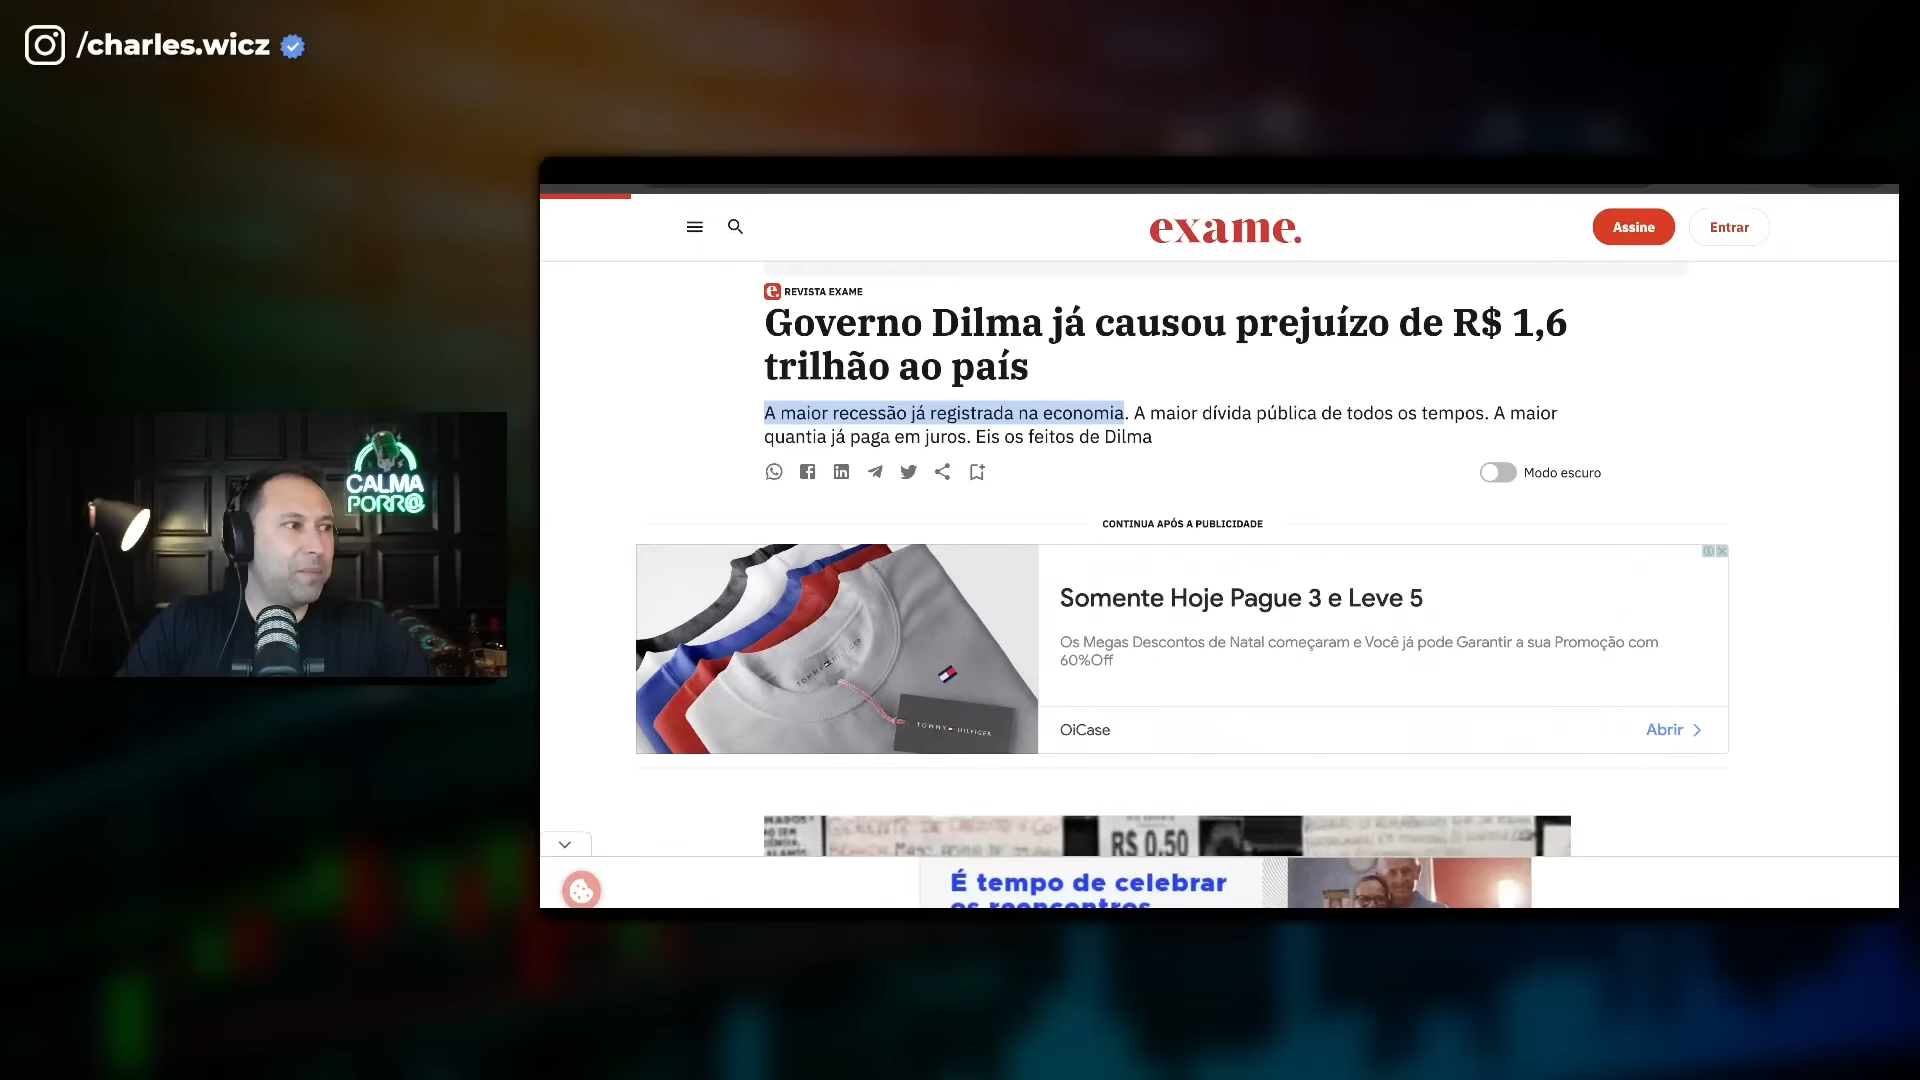 /charles.wicz
exame.
Assine
Entrar
REVISTA EXAME
Governo Dilma já causou prejuízo de R$ 1,6
trilhão ao país
A maior recessão já registrada na economia. A maior dívida pública de todos os tempos. A maior
quantia já paga em juros. Eis os feitos de Dilma
Modo escuro
CALMA
PORR@
CONTINUA APÓS A PUBLICIDADE
Somente Hoje Pague 3 e Leve 5
Os Megas Descontos de Natal começaram e Você já pode Garantir a sua Promoção com
60%Off
TOMMY HILFIGER
TOMMY HILFIGER
OiCase
Abrir
R$ 0,50
É tempo de celebrar
os reencontros